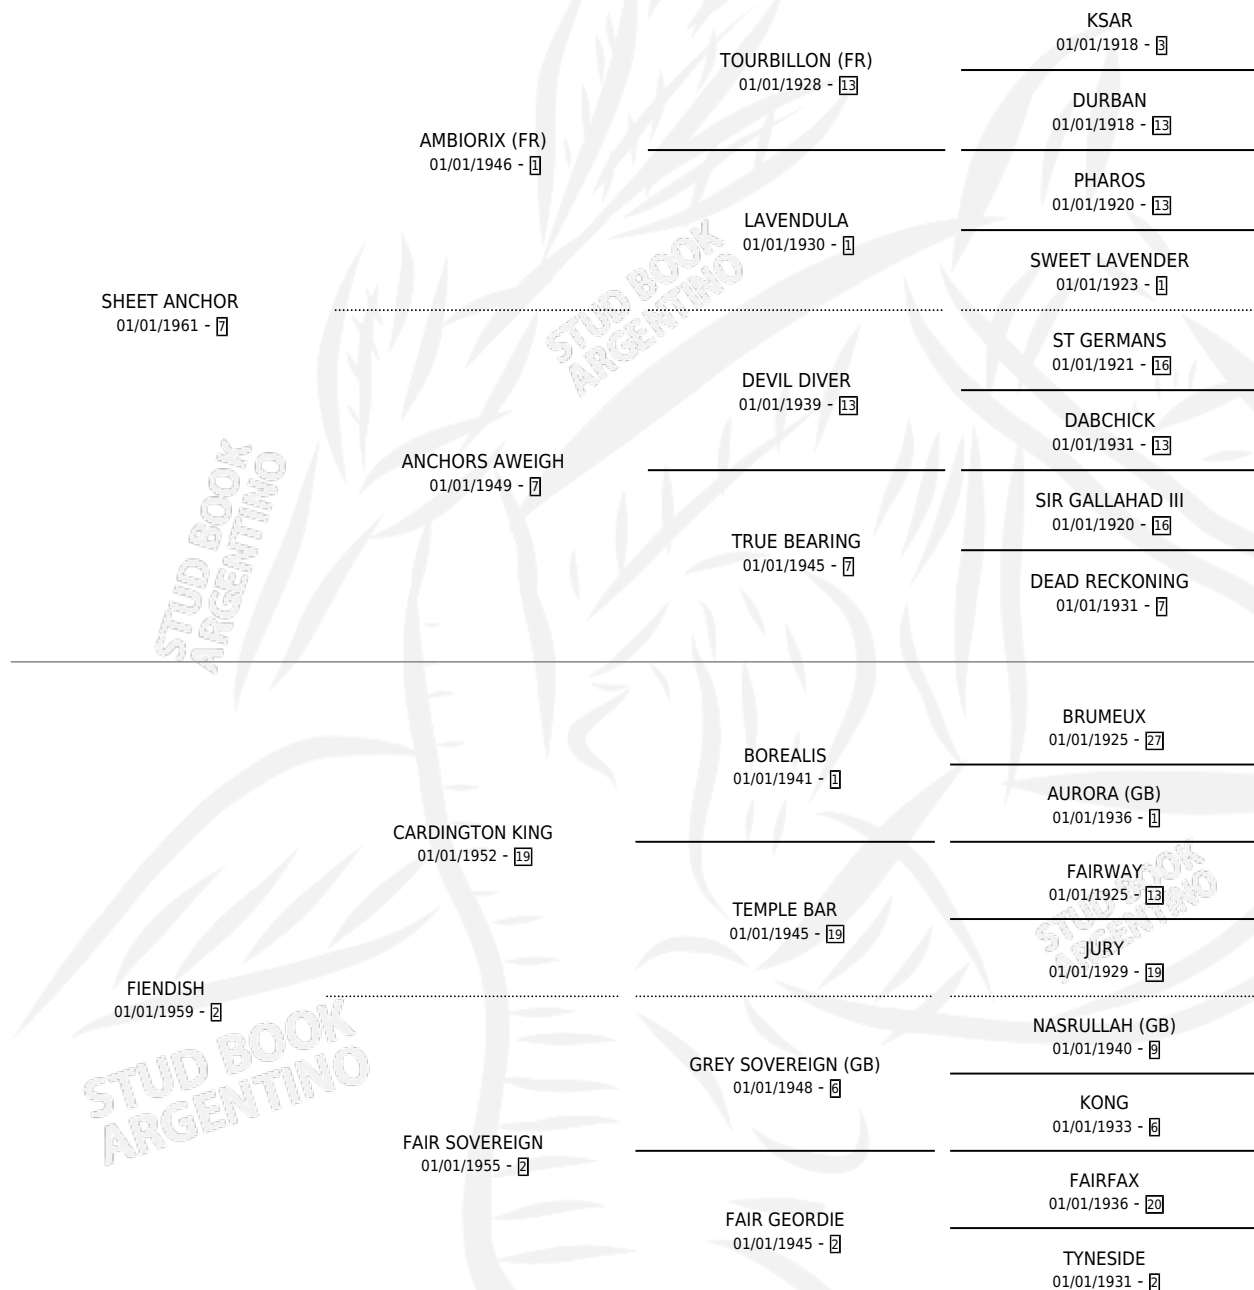 KSAR
01/01/1918 - 3
TOURBILLON (FR)
01/01/1928 - 13
DURBAN
01/01/1918 - 13
AMBIORIX (FR)
01/01/1946 - 1
PHAROS
01/01/1920 - 13
LAVENDULA
01/01/1930 - 1
SWEET LAVENDER
01/01/1923 - 1
SHEET ANCHOR
01/01/1961 - 7
ST GERMANS
01/01/1921 - 16
DEVIL DIVER
01/01/1939 - 13
DABCHICK
01/01/1931 - 13
ANCHORS AWEIGH
01/01/1949 - 7
SIR GALLAHAD III
01/01/1920 - 16
TRUE BEARING
01/01/1945 - 7
DEAD RECKONING
01/01/1931 - 7
BRUMEUX
01/01/1925 - 27
BOREALIS
01/01/1941 - 1
AURORA (GB)
01/01/1936 - 1
CARDINGTON KING
01/01/1952 - 19
FAIRWAY
01/01/1925 - 13
TEMPLE BAR
01/01/1945 - 19
JURY
01/01/1929 - 19
FIENDISH
01/01/1959 - 2
NASRULLAH (GB)
01/01/1940 - 9
GREY SOVEREIGN (GB)
01/01/1948 - 6
KONG
01/01/1933 - 6
FAIR SOVEREIGN
01/01/1955 - 2
FAIRFAX
01/01/1936 - 20
FAIR GEORDIE
01/01/1945 - 2
TYNESIDE
01/01/1931 - 2
STUD BOOK
ARGENTINO
STUD BOOK
ARGENTINO
STUD BOOK
ARGENTINO
STUD BOOK
ARGENTINO